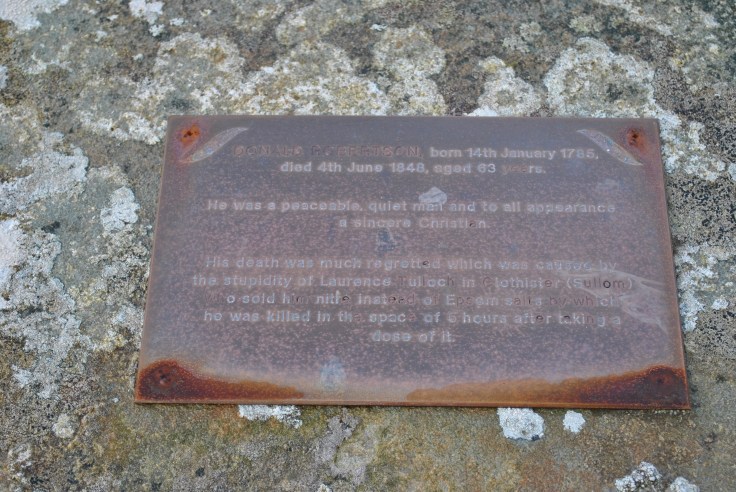 DONALD ROBERTSON, born 14th January 1785,
died 4th June 1848, aged 63 years.
He was a peaceable, quiet man and to all appearance
a sincere Christian.
His death was much regretted which was caused by
the stupidity of Laurence Tulloch in Clothister (Sullom)
who sold him nitre instead of Epsom salts by which
he was killed in the space of 5 hours after taking a
dose of it.